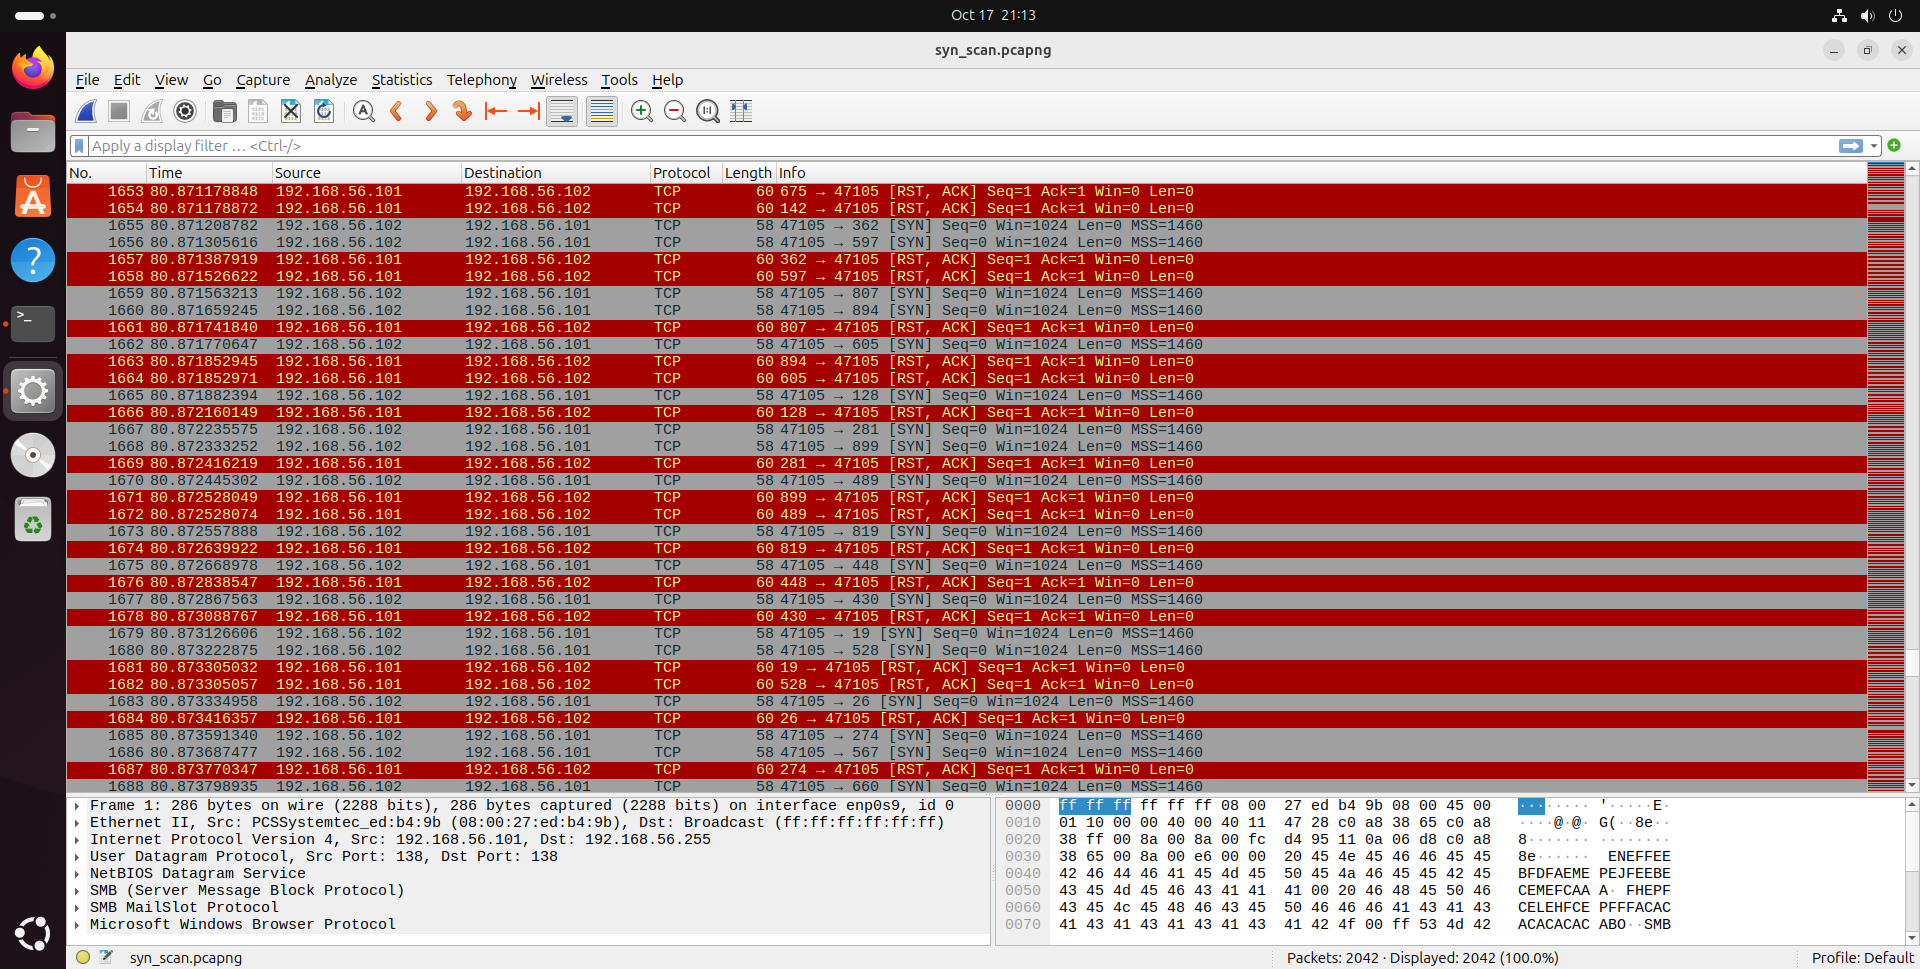 Oct 17 21:13
syn_scan.pcapng
File Edit View Go Capture Analyze Statistics Telephony Wireless Tools Help
Apply a display filter … <Ctrl-/>
No. Time Source Destination Protocol Length Info
1653 80.871178848 192.168.56.101 192.168.56.102 TCP 60 675 → 47105 [RST, ACK] Seq=1 Ack=1 Win=0 Len=0
1654 80.871178872 192.168.56.101 192.168.56.102 TCP 60 142 → 47105 [RST, ACK] Seq=1 Ack=1 Win=0 Len=0
1655 80.871208782 192.168.56.102 192.168.56.101 TCP 58 47105 → 362 [SYN] Seq=0 Win=1024 Len=0 MSS=1460
1656 80.871305616 192.168.56.102 192.168.56.101 TCP 58 47105 → 597 [SYN] Seq=0 Win=1024 Len=0 MSS=1460
1657 80.871387919 192.168.56.101 192.168.56.102 TCP 60 362 → 47105 [RST, ACK] Seq=1 Ack=1 Win=0 Len=0
1658 80.871526622 192.168.56.101 192.168.56.102 TCP 60 597 → 47105 [RST, ACK] Seq=1 Ack=1 Win=0 Len=0
1659 80.871563213 192.168.56.102 192.168.56.101 TCP 58 47105 → 807 [SYN] Seq=0 Win=1024 Len=0 MSS=1460
1660 80.871659245 192.168.56.102 192.168.56.101 TCP 58 47105 → 894 [SYN] Seq=0 Win=1024 Len=0 MSS=1460
1661 80.871741840 192.168.56.101 192.168.56.102 TCP 60 807 → 47105 [RST, ACK] Seq=1 Ack=1 Win=0 Len=0
1662 80.871770647 192.168.56.102 192.168.56.101 TCP 58 47105 → 605 [SYN] Seq=0 Win=1024 Len=0 MSS=1460
1663 80.871852945 192.168.56.101 192.168.56.102 TCP 60 894 → 47105 [RST, ACK] Seq=1 Ack=1 Win=0 Len=0
1664 80.871852971 192.168.56.101 192.168.56.102 TCP 60 605 → 47105 [RST, ACK] Seq=1 Ack=1 Win=0 Len=0
1665 80.871882394 192.168.56.102 192.168.56.101 TCP 58 47105 → 128 [SYN] Seq=0 Win=1024 Len=0 MSS=1460
1666 80.872160149 192.168.56.101 192.168.56.102 TCP 60 128 → 47105 [RST, ACK] Seq=1 Ack=1 Win=0 Len=0
1667 80.872235575 192.168.56.102 192.168.56.101 TCP 58 47105 → 281 [SYN] Seq=0 Win=1024 Len=0 MSS=1460
1668 80.872333252 192.168.56.102 192.168.56.101 TCP 58 47105 → 899 [SYN] Seq=0 Win=1024 Len=0 MSS=1460
1669 80.872416219 192.168.56.101 192.168.56.102 TCP 60 281 → 47105 [RST, ACK] Seq=1 Ack=1 Win=0 Len=0
1670 80.872445302 192.168.56.102 192.168.56.101 TCP 58 47105 → 489 [SYN] Seq=0 Win=1024 Len=0 MSS=1460
1671 80.872528049 192.168.56.101 192.168.56.102 TCP 60 899 → 47105 [RST, ACK] Seq=1 Ack=1 Win=0 Len=0
1672 80.872528074 192.168.56.101 192.168.56.102 TCP 60 489 → 47105 [RST, ACK] Seq=1 Ack=1 Win=0 Len=0
1673 80.872557888 192.168.56.102 192.168.56.101 TCP 58 47105 → 819 [SYN] Seq=0 Win=1024 Len=0 MSS=1460
1674 80.872639922 192.168.56.101 192.168.56.102 TCP 60 819 → 47105 [RST, ACK] Seq=1 Ack=1 Win=0 Len=0
1675 80.872668978 192.168.56.102 192.168.56.101 TCP 58 47105 → 448 [SYN] Seq=0 Win=1024 Len=0 MSS=1460
1676 80.872838547 192.168.56.101 192.168.56.102 TCP 60 448 → 47105 [RST, ACK] Seq=1 Ack=1 Win=0 Len=0
1677 80.872867563 192.168.56.102 192.168.56.101 TCP 58 47105 → 430 [SYN] Seq=0 Win=1024 Len=0 MSS=1460
1678 80.873088767 192.168.56.101 192.168.56.102 TCP 60 430 → 47105 [RST, ACK] Seq=1 Ack=1 Win=0 Len=0
1679 80.873126606 192.168.56.102 192.168.56.101 TCP 58 47105 → 19 [SYN] Seq=0 Win=1024 Len=0 MSS=1460
1680 80.873222875 192.168.56.102 192.168.56.101 TCP 58 47105 → 528 [SYN] Seq=0 Win=1024 Len=0 MSS=1460
1681 80.873305032 192.168.56.101 192.168.56.102 TCP 60 19 → 47105 [RST, ACK] Seq=1 Ack=1 Win=0 Len=0
1682 80.873305057 192.168.56.101 192.168.56.102 TCP 60 528 → 47105 [RST, ACK] Seq=1 Ack=1 Win=0 Len=0
1683 80.873334958 192.168.56.102 192.168.56.101 TCP 58 47105 → 26 [SYN] Seq=0 Win=1024 Len=0 MSS=1460
1684 80.873416357 192.168.56.101 192.168.56.102 TCP 60 26 → 47105 [RST, ACK] Seq=1 Ack=1 Win=0 Len=0
1685 80.873591340 192.168.56.102 192.168.56.101 TCP 58 47105 → 274 [SYN] Seq=0 Win=1024 Len=0 MSS=1460
1686 80.873687477 192.168.56.102 192.168.56.101 TCP 58 47105 → 567 [SYN] Seq=0 Win=1024 Len=0 MSS=1460
1687 80.873770347 192.168.56.101 192.168.56.102 TCP 60 274 → 47105 [RST, ACK] Seq=1 Ack=1 Win=0 Len=0
1688 80.873798935 192.168.56.102 192.168.56.101 TCP 58 47105 → 660 [SYN] Seq=0 Win=1024 Len=0 MSS=1460
Frame 1: 286 bytes on wire (2288 bits), 286 bytes captured (2288 bits) on interface enp0s9, id 0
Ethernet II, Src: PCSSystemtec_ed:b4:9b (08:00:27:ed:b4:9b), Dst: Broadcast (ff:ff:ff:ff:ff:ff)
Internet Protocol Version 4, Src: 192.168.56.101, Dst: 192.168.56.255
User Datagram Protocol, Src Port: 138, Dst Port: 138
NetBIOS Datagram Service
SMB (Server Message Block Protocol)
SMB MailSlot Protocol
Microsoft Windows Browser Protocol
0000 ff ff ff ff ff ff 08 00 27 ed b4 9b 08 00 45 00 ········ '·····E·
0010 01 10 00 00 40 00 40 11 47 28 c0 a8 38 65 c0 a8 ····@·@· G(··8e··
0020 38 ff 00 8a 00 8a 00 fc d4 95 11 0a 06 d8 c0 a8 8······· ········
0030 38 65 00 8a 00 e6 00 00 20 45 4e 45 46 46 45 45 8e······ ENEFFEE
0040 42 46 44 46 41 45 4d 45 50 45 4a 46 45 45 42 45 BFDFAEME PEJFEEBE
0050 43 45 4d 45 46 43 41 41 41 00 20 46 48 45 50 46 CEMEFCAA A· FHEPF
0060 43 45 4c 45 48 46 43 45 50 46 46 46 41 43 41 43 CELEHFCE PFFFACAC
0070 41 43 41 43 41 43 41 43 41 42 4f 00 ff 53 4d 42 ACACACAC ABO··SMB
syn_scan.pcapng
Packets: 2042 · Displayed: 2042 (100.0%)
Profile: Default